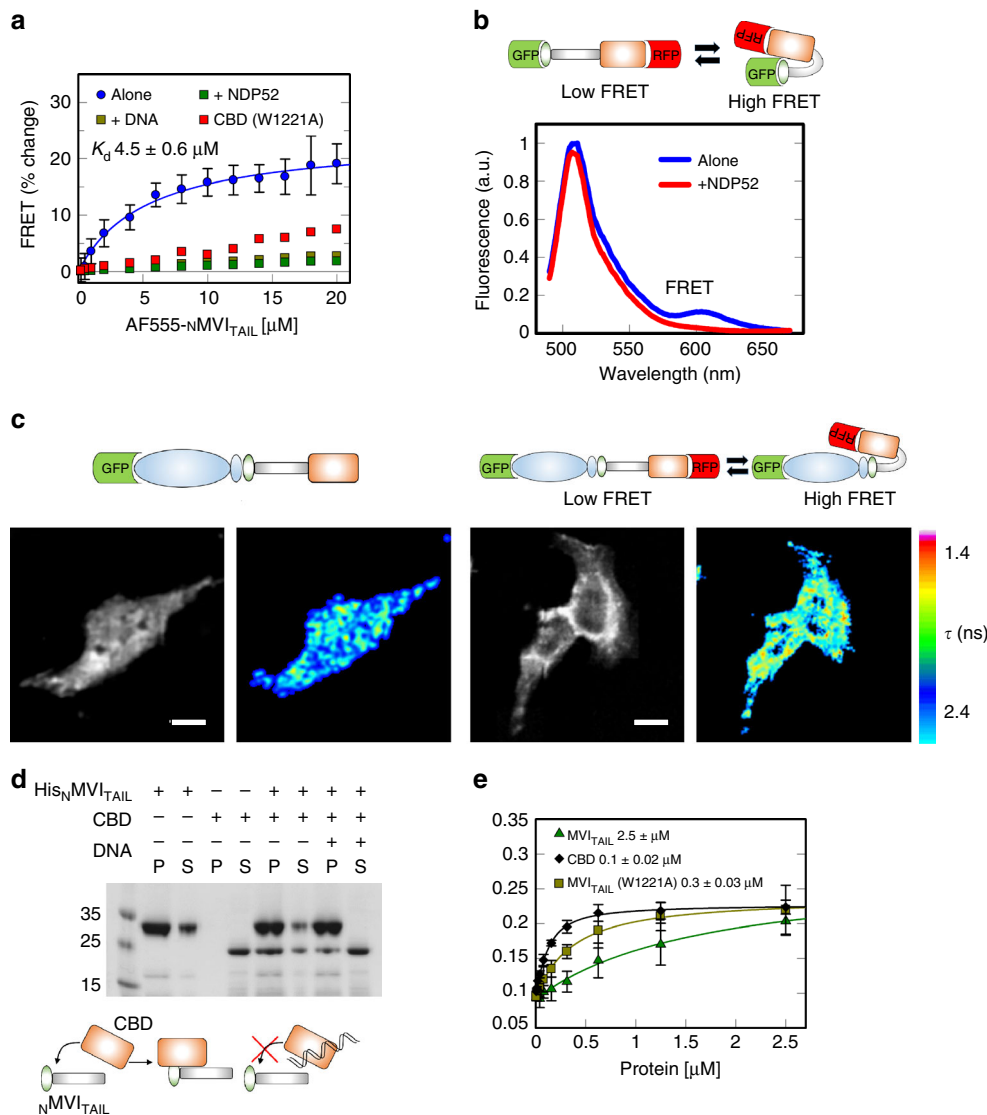 a
Alone
+ NDP52
+ DNA
CBD (W1221A)
Kd 4.5 ± 0.6 µM
FRET (% change)
30
20
10
0
0
5
10
15
20
AF555-NMVITAIL [µM]
b
GFP
RFP
RFP
GFP
Low FRET
High FRET
Fluorescence (a.u.)
1
0.8
0.6
0.4
0.2
0
Alone
+NDP52
FRET
500
550
600
650
Wavelength (nm)
c
GFP
GFP
RFP
GFP
RFP
Low FRET
High FRET
1.4
τ (ns)
2.4
d
HisNMVITAIL + + – – + + + +
CBD – – + + + + + +
DNA – – – – – – + +
P S P S P S P S
35
25
15
CBD
NMVITAIL
e
0.35
0.3
0.25
0.2
0.15
0.1
0.05
MVITAIL 2.5 ± µM
CBD 0.1 ± 0.02 µM
MVITAIL (W1221A) 0.3 ± 0.03 µM
0
0.5
1
1.5
2
2.5
Protein [µM]